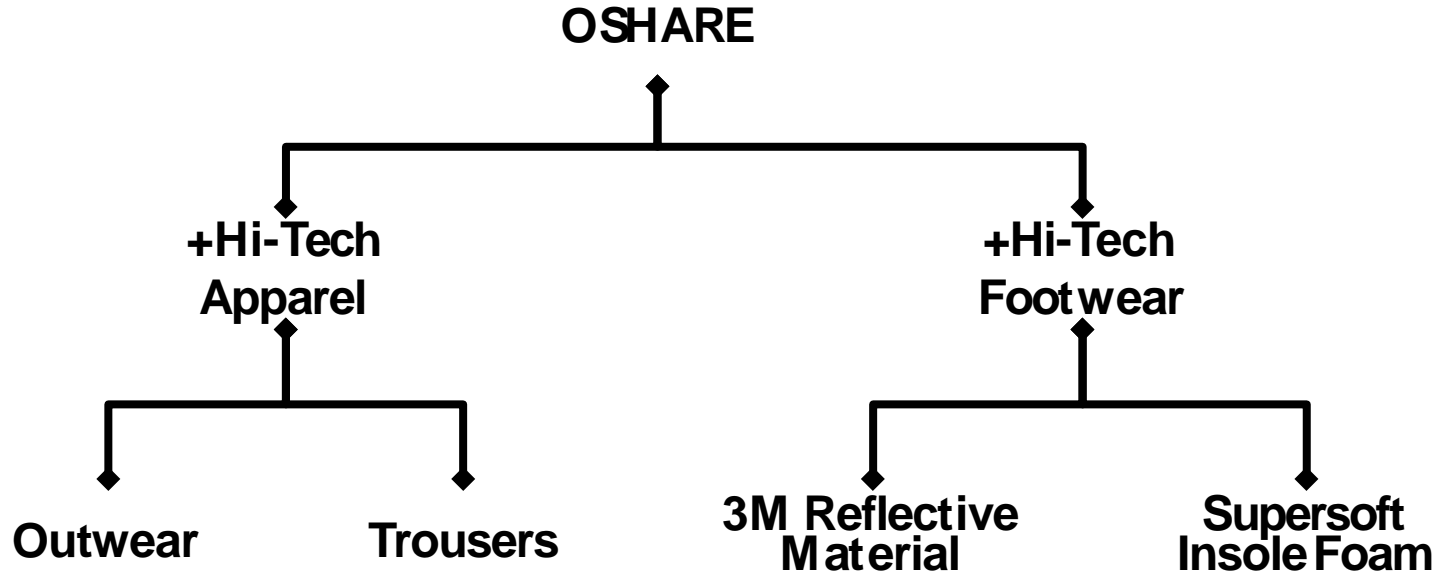 OSHARE
+Hi-Tech
Apparel
+Hi-Tech
Footwear
Outwear
Trousers
3M Reflective
Material
Supersoft
Insole Foam